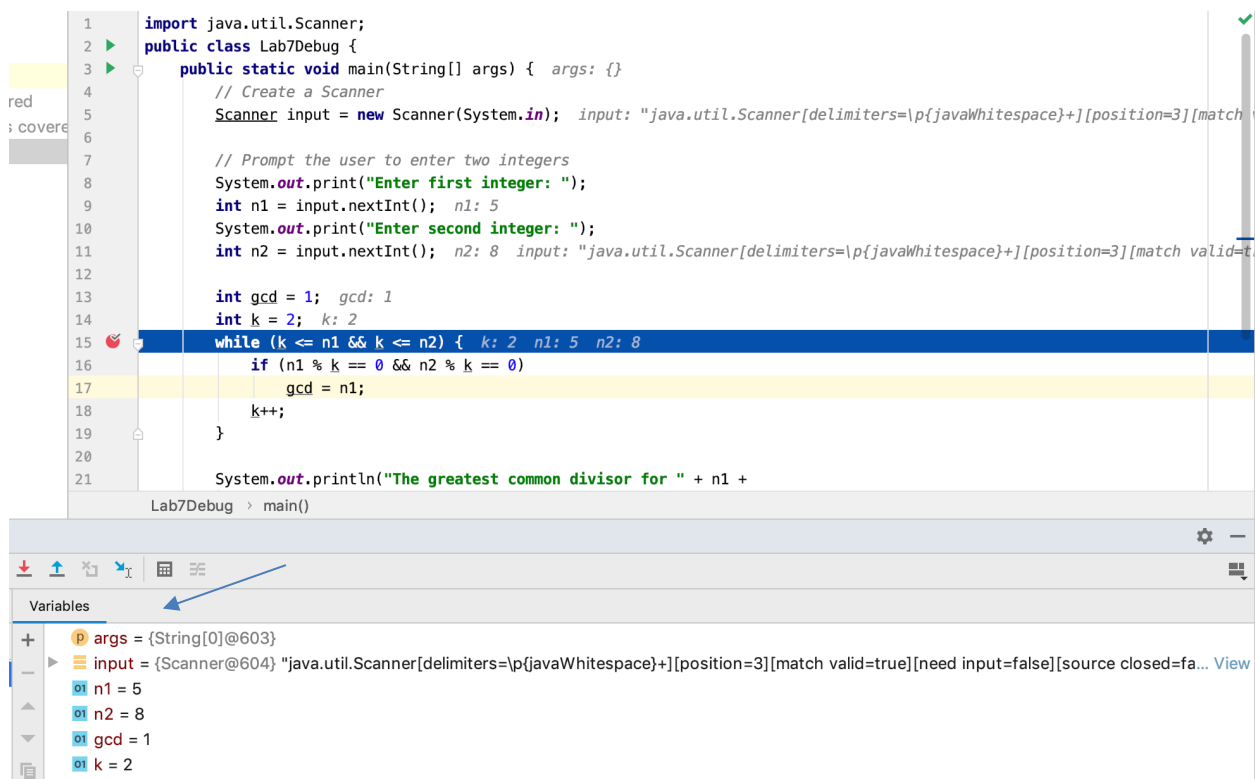 1 import java.util.Scanner;
2 public class Lab7Debug {
3 public static void main(String[] args) { args: {}
4 // Create a Scanner
5 Scanner input = new Scanner(System.in); input: "java.util.Scanner[delimiters=\p{javaWhitespace}+][position=3][match
6
7 // Prompt the user to enter two integers
8 System.out.print("Enter first integer: ");
9 int n1 = input.nextInt(); n1: 5
10 System.out.print("Enter second integer: ");
11 int n2 = input.nextInt(); n2: 8 input: "java.util.Scanner[delimiters=\p{javaWhitespace}+][position=3][match valid=t
12
13 int gcd = 1; gcd: 1
14 int k = 2; k: 2
15 while (k <= n1 && k <= n2) { k: 2 n1: 5 n2: 8
16 if (n1 % k == 0 && n2 % k == 0)
17 gcd = n1;
18 k++;
19 }
20
21 System.out.println("The greatest common divisor for " + n1 +
red
s covere
Lab7Debug > main()
Variables
p args = {String[0]@603}
input = {Scanner@604} "java.util.Scanner[delimiters=\p{javaWhitespace}+][position=3][match valid=true][need input=false][source closed=fa... View
01 n1 = 5
01 n2 = 8
01 gcd = 1
01 k = 2